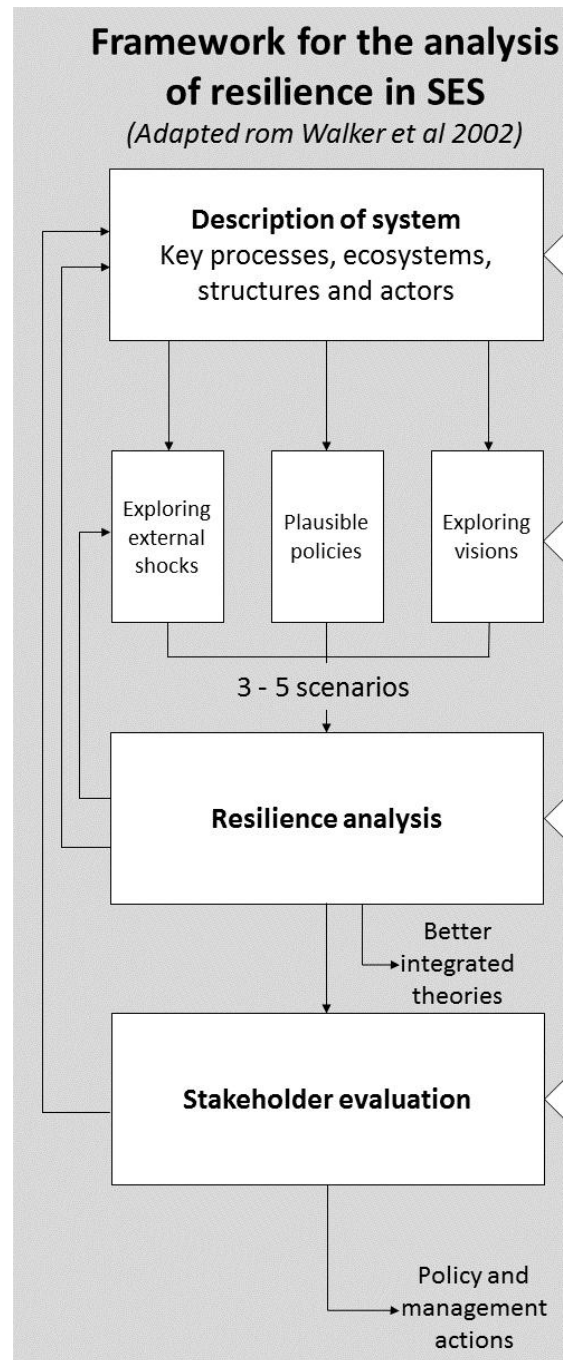 Framework for the analysis
of resilience in SES
(Adapted rom Walker et al 2002)
Description of system
Key processes, ecosystems,
structures and actors
Exploring
external
shocks
Plausible
policies
Exploring
visions
3 - 5 scenarios
Resilience analysis
Better
integrated
theories
Stakeholder evaluation
Policy and
management
actions